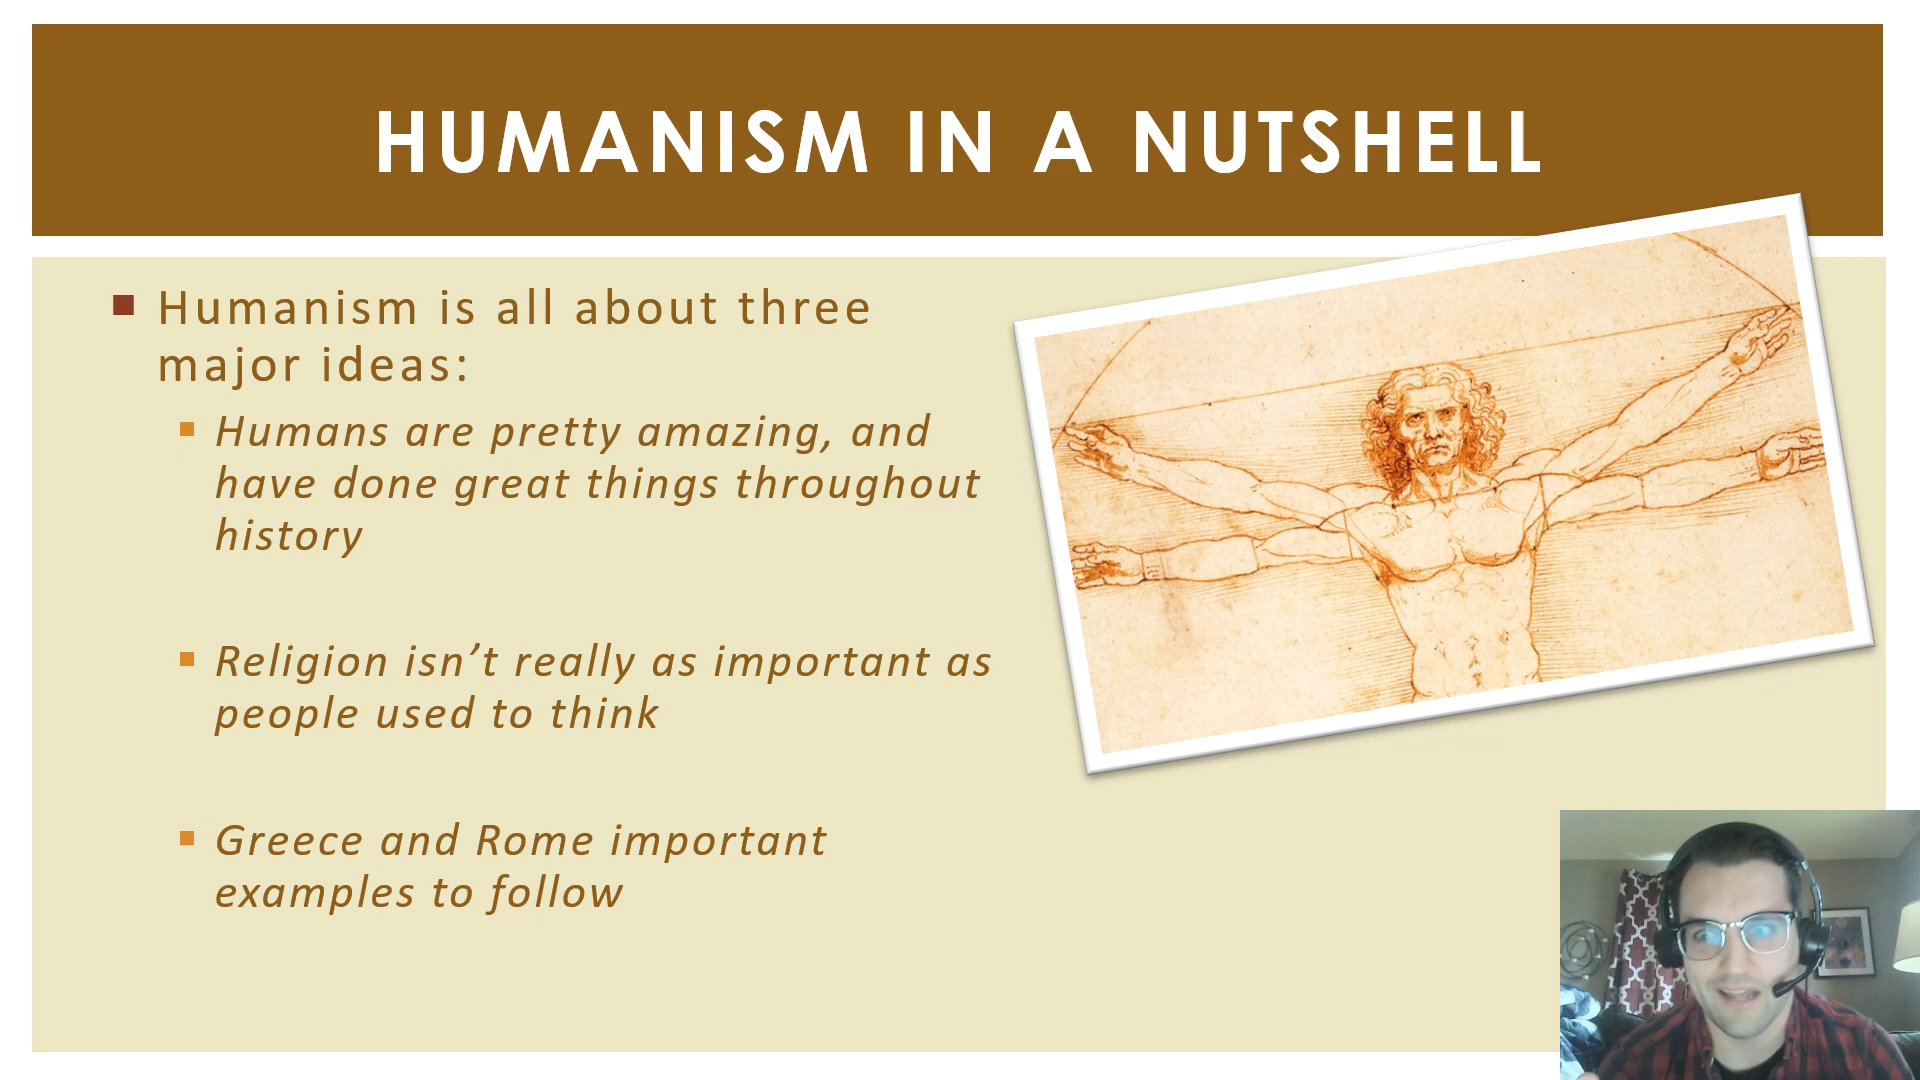 HUMANISM IN A NUTSHELL
Humanism is all about three
major ideas:
Humans are pretty amazing, and
have done great things throughout
history
Religion isn’t really as important as
people used to think
Greece and Rome important
examples to follow